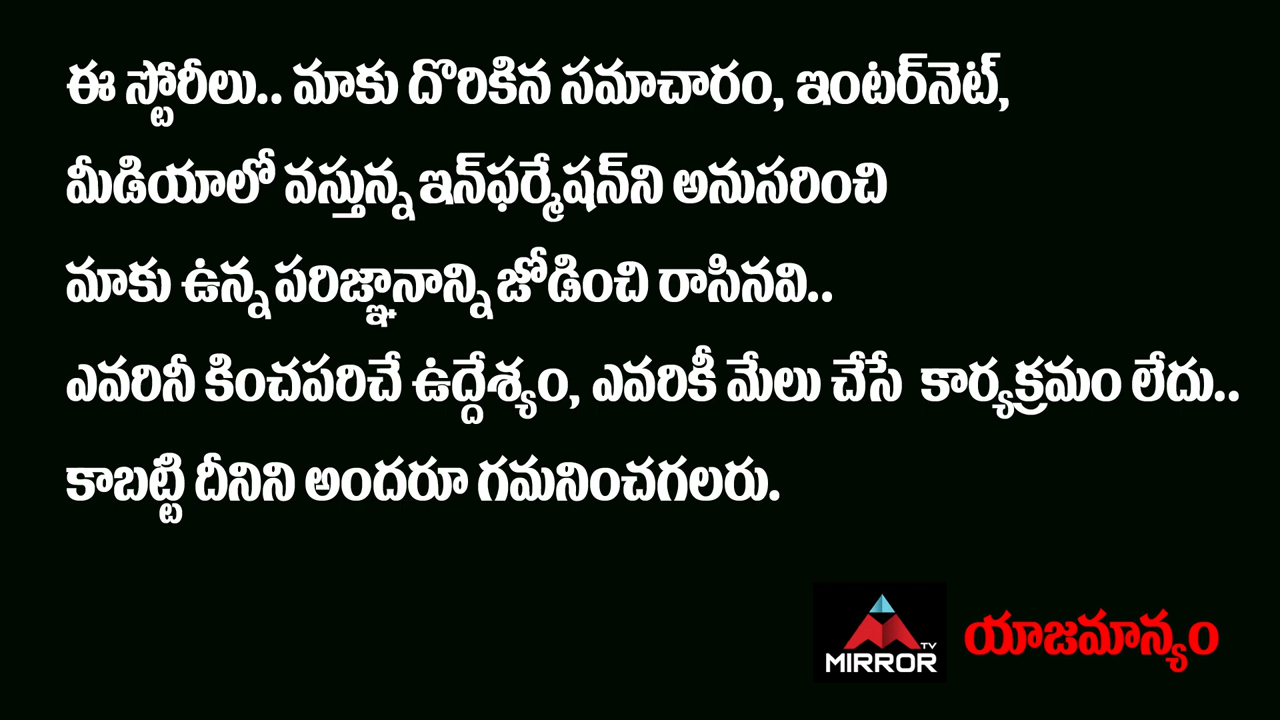 ఈ స్టోరీలు.. మాకు దొరికిన సమాచారం, ఇంటర్‌నెట్,
మీడియాలో వస్తున్న ఇన్‌ఫర్మేషన్‌ని అనుసరించి
మాకు ఉన్న పరిజ్ఞానాన్ని జోడించి రాసినవి..
ఎవరినీ కించపరిచే ఉద్దేశ్యం, ఎవరికీ మేలు చేసే కార్యక్రమం లేదు..
కాబట్టి దీనిని అందరూ గమనించగలరు.
TV
MIRROR
యాజమాన్యం